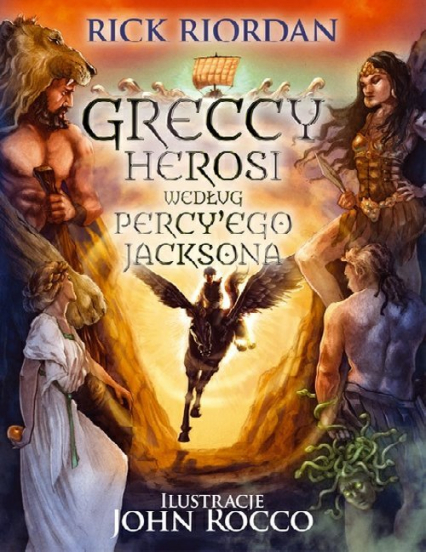 RICK RIORDAN
GRECCY
HEROSI
WEDŁUG
PERCY'EGO
JACKSONA
ILUSTRACJE
JOHN ROCCO